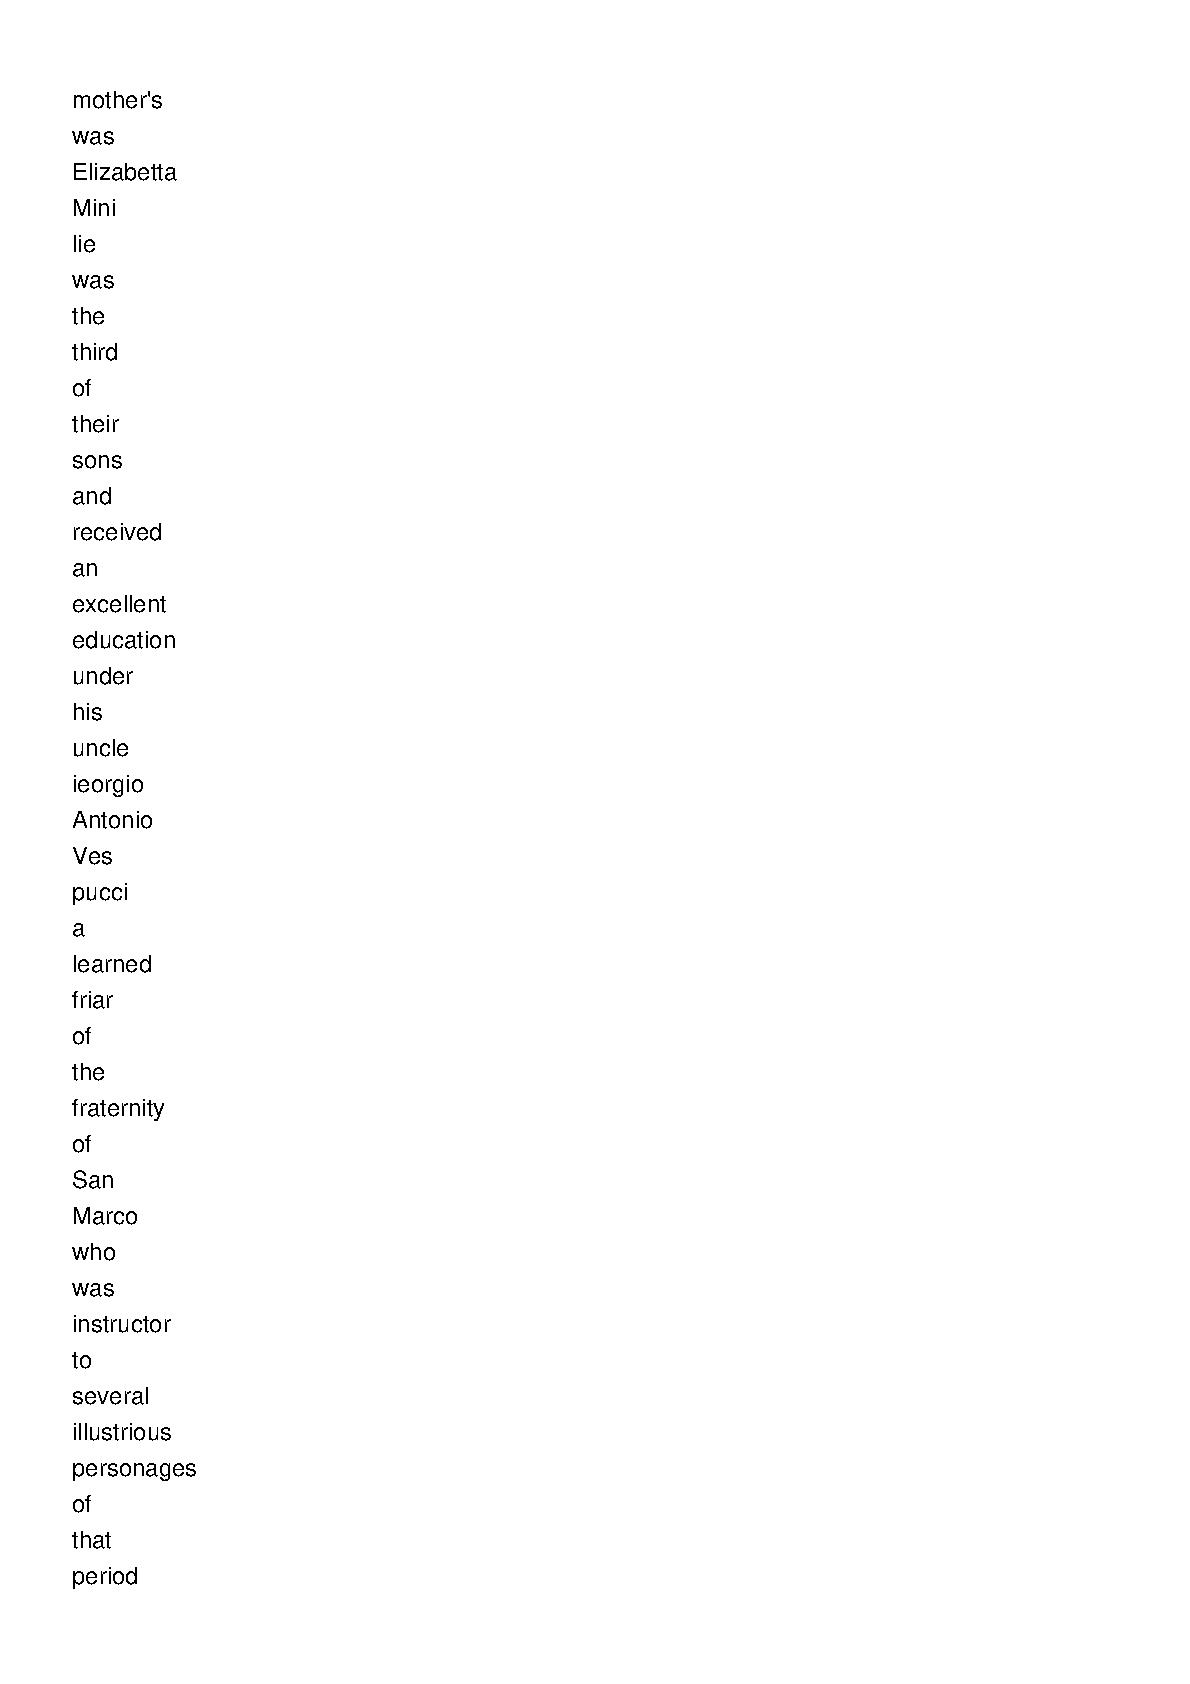 mother's
was
Elizabetta
Mini
lie
was
the
third
of
their
sons
and
received
an
excellent
education
under
his
uncle
ieorgio
Antonio
Ves
pucci
a
learned
friar
of
the
fraternity
of
San
Marco
who
was
instructor
to
several
illustrious
personages
of
that
period